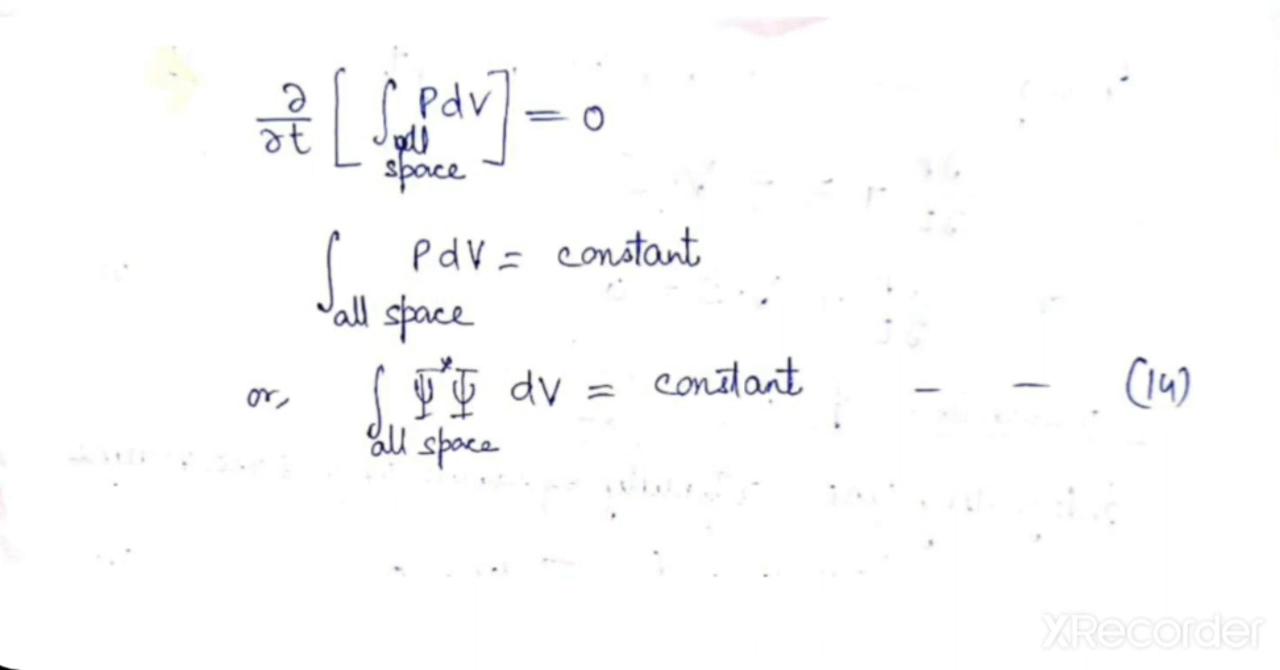 ∂/∂t [ ∫_{all space} P dV ] = 0
∫_{all space} P dV = constant
or, ∫_{all space} Ψ*Ψ dV = constant - - (14)
XRecorder